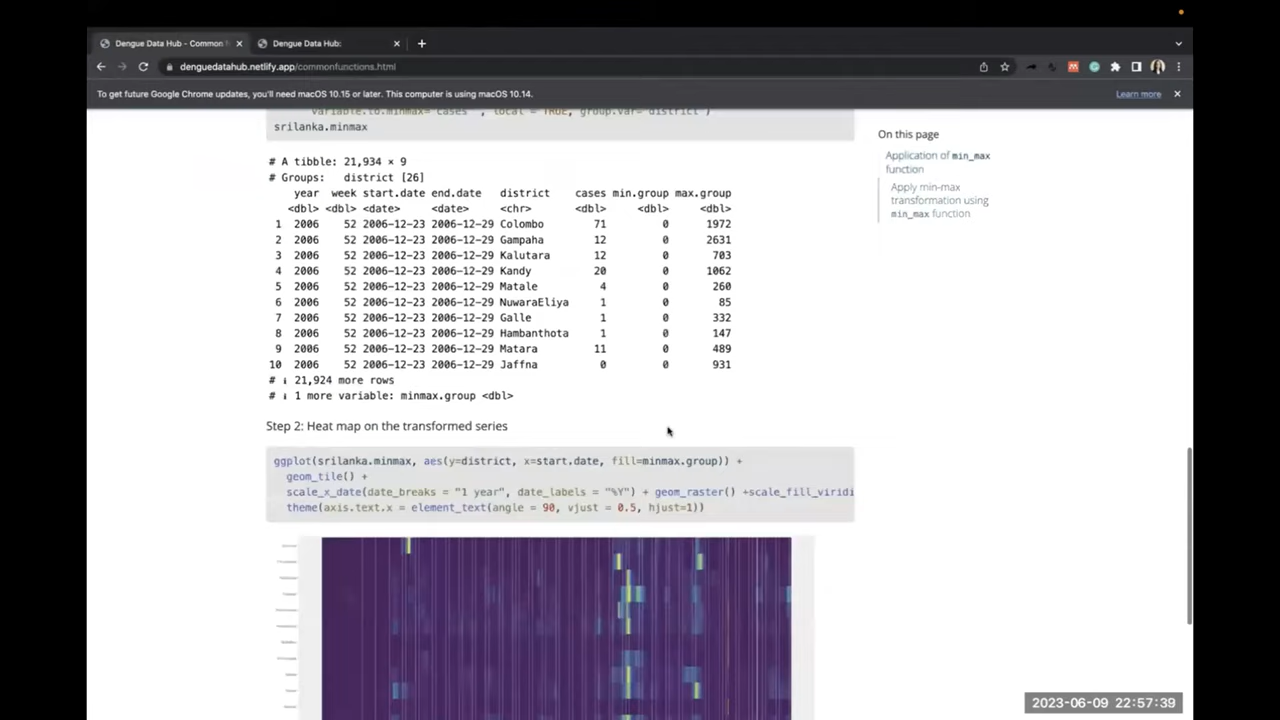 Dengue Data Hub - Common
Dengue Data Hub:
denguedatahub.netlify.app/commonfunctions.html
To get future Google Chrome updates, you'll need macOS 10.15 or later. This computer is using macOS 10.14.
Learn more
variable.to.minmax="cases", local = TRUE, group.var="district")
srilanka.minmax
# A tibble: 21,934 × 9
# Groups: district [26]
year week start.date end.date district cases min.group max.group
<dbl> <dbl> <date> <date> <chr> <dbl> <dbl> <dbl>
1 2006 52 2006-12-23 2006-12-29 Colombo 71 0 1972
2 2006 52 2006-12-23 2006-12-29 Gampaha 12 0 2631
3 2006 52 2006-12-23 2006-12-29 Kalutara 12 0 703
4 2006 52 2006-12-23 2006-12-29 Kandy 20 0 1062
5 2006 52 2006-12-23 2006-12-29 Matale 4 0 260
6 2006 52 2006-12-23 2006-12-29 NuwaraEliya 1 0 85
7 2006 52 2006-12-23 2006-12-29 Galle 1 0 332
8 2006 52 2006-12-23 2006-12-29 Hambanthota 1 0 147
9 2006 52 2006-12-23 2006-12-29 Matara 11 0 489
10 2006 52 2006-12-23 2006-12-29 Jaffna 0 0 931
# ℹ 21,924 more rows
# ℹ 1 more variable: minmax.group <dbl>
Step 2: Heat map on the transformed series
ggplot(srilanka.minmax, aes(y=district, x=start.date, fill=minmax.group)) +
geom_tile() +
scale_x_date(date_breaks = "1 year", date_labels = "%Y") + geom_raster() +scale_fill_viridi
theme(axis.text.x = element_text(angle = 90, vjust = 0.5, hjust=1))
On this page
Application of min_max
function
Apply min-max
transformation using
min_max function
2023-06-09 22:57:39